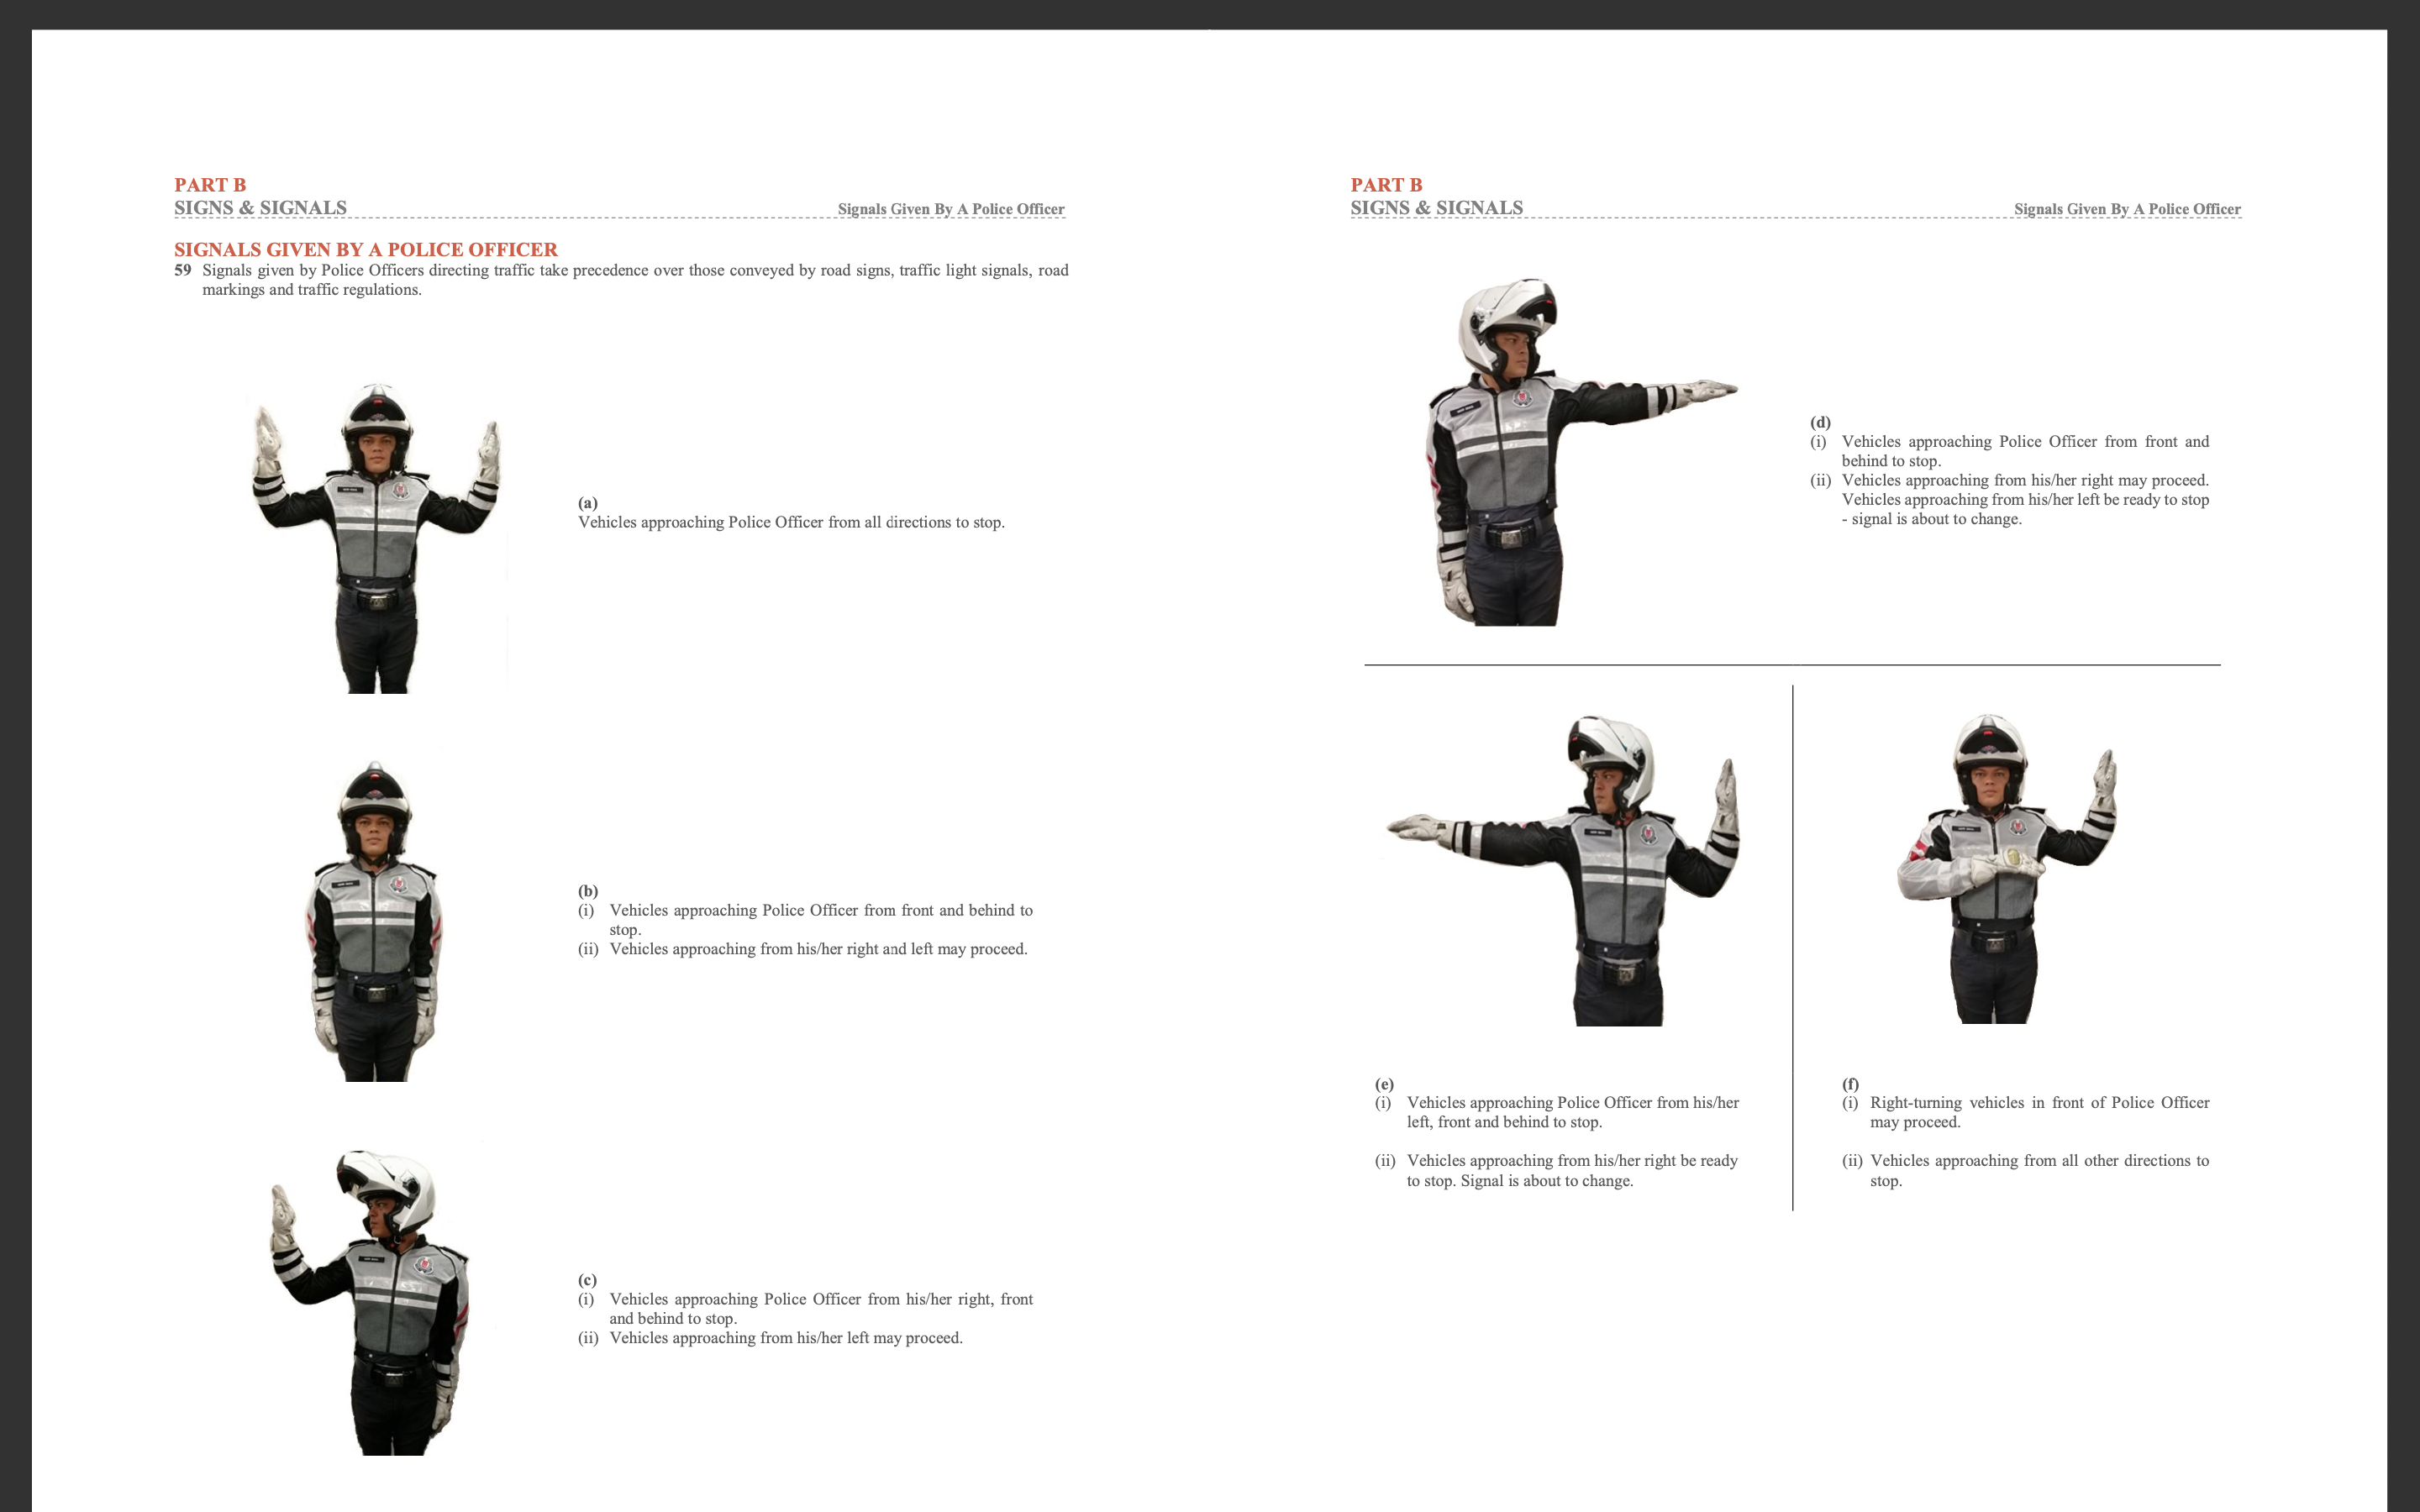 PART B
SIGNS & SIGNALS
Signals Given By A Police Officer
SIGNALS GIVEN BY A POLICE OFFICER
59 Signals given by Police Officers directing traffic take precedence over those conveyed by road signs, traffic light signals, road
markings and traffic regulations.
(a)
Vehicles approaching Police Officer from all directions to stop.
(b)
(i) Vehicles approaching Police Officer from front and behind to
stop.
(ii) Vehicles approaching from his/her right and left may proceed.
(c)
(i) Vehicles approaching Police Officer from his/her right, front
and behind to stop.
(ii) Vehicles approaching from his/her left may proceed.
PART B
SIGNS & SIGNALS
Signals Given By A Police Officer
(d)
(i) Vehicles approaching Police Officer from front and
behind to stop.
(ii) Vehicles approaching from his/her right may proceed.
Vehicles approaching from his/her left be ready to stop
- signal is about to change.
(e)
(i) Vehicles approaching Police Officer from his/her
left, front and behind to stop.
(ii) Vehicles approaching from his/her right be ready
to stop. Signal is about to change.
(f)
(i) Right-turning vehicles in front of Police Officer
may proceed.
(ii) Vehicles approaching from all other directions to
stop.